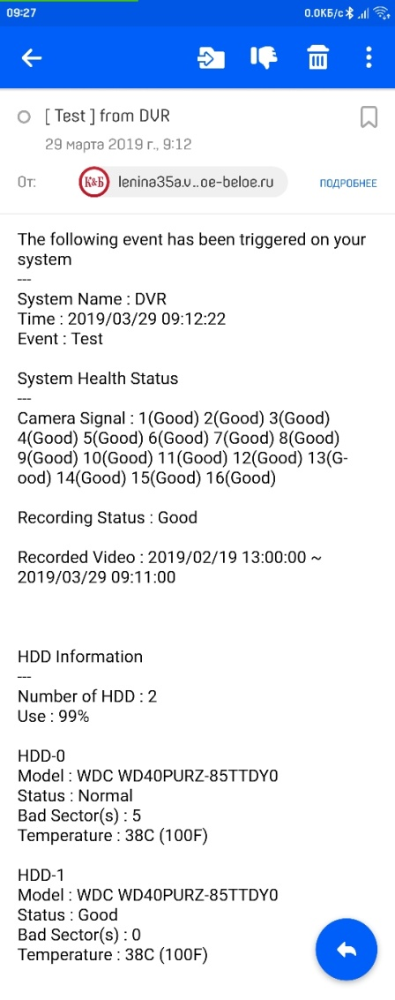 09:27
0.0КБ/с
[ Test ] from DVR
29 марта 2019 г., 9:12
От:
К&Б
lenina35a.v...oe-beloe.ru
ПОДРОБНЕЕ
The following event has been triggered on your
system
---
System Name : DVR
Time : 2019/03/29 09:12:22
Event : Test
System Health Status
---
Camera Signal : 1(Good) 2(Good) 3(Good)
4(Good) 5(Good) 6(Good) 7(Good) 8(Good)
9(Good) 10(Good) 11(Good) 12(Good) 13(G-
ood) 14(Good) 15(Good) 16(Good)
Recording Status : Good
Recorded Video : 2019/02/19 13:00:00 ~
2019/03/29 09:11:00
HDD Information
---
Number of HDD : 2
Use : 99%
HDD-0
Model : WDC WD40PURZ-85TTDY0
Status : Normal
Bad Sector(s) : 5
Temperature : 38C (100F)
HDD-1
Model : WDC WD40PURZ-85TTDY0
Status : Good
Bad Sector(s) : 0
Temperature : 38C (100F)